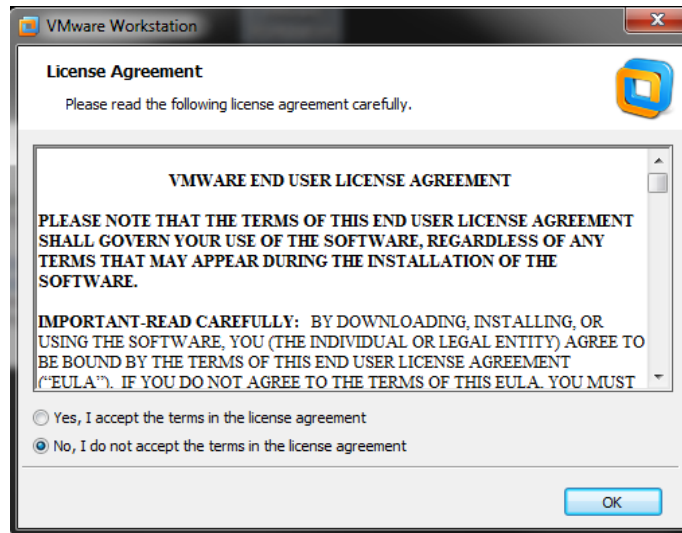 VMware Workstation
License Agreement
Please read the following license agreement carefully.
VMWARE END USER LICENSE AGREEMENT
PLEASE NOTE THAT THE TERMS OF THIS END USER LICENSE AGREEMENT
SHALL GOVERN YOUR USE OF THE SOFTWARE, REGARDLESS OF ANY
TERMS THAT MAY APPEAR DURING THE INSTALLATION OF THE
SOFTWARE.
IMPORTANT-READ CAREFULLY: BY DOWNLOADING, INSTALLING, OR
USING THE SOFTWARE, YOU (THE INDIVIDUAL OR LEGAL ENTITY) AGREE TO
BE BOUND BY THE TERMS OF THIS END USER LICENSE AGREEMENT
(“EULA”). IF YOU DO NOT AGREE TO THE TERMS OF THIS EULA, YOU MUST
Yes, I accept the terms in the license agreement
No, I do not accept the terms in the license agreement
OK